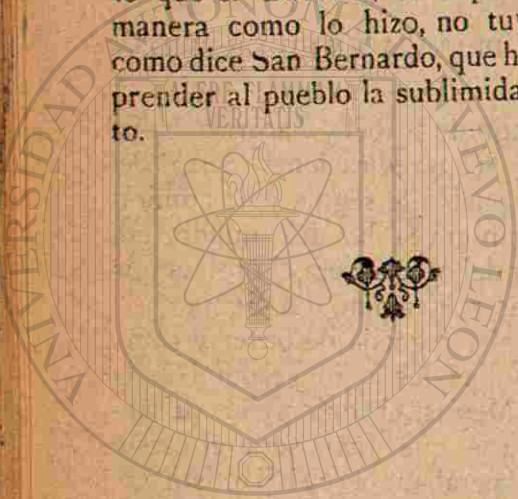 manera como lo hizo, no tu
como dice San Bernardo, que h
prender al pueblo la sublimida
to.
VERITATIS